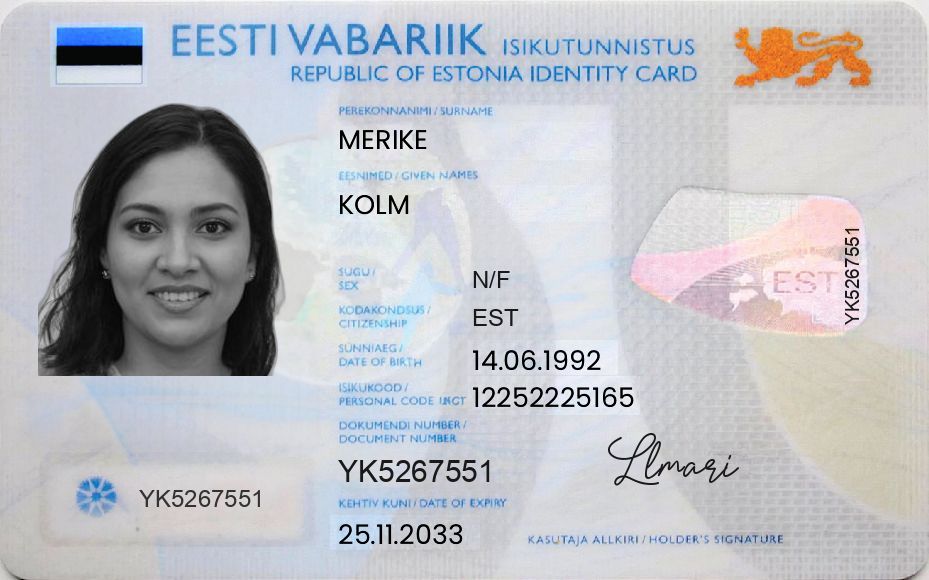 EESTI VABARIIK ISIKUTUNNISTUS
REPUBLIC OF ESTONIA IDENTITY CARD
PEREKONNANIMI / SURNAME
MERIKE
EESNIMED / GIVEN NAMES
KOLM
SUGU /
SEX
N/F
KODAKONDSUS /
CITIZENSHIP
EST
SÜNNIAEG /
DATE OF BIRTH
14.06.1992
ISIKUKOOD /
PERSONAL CODE
12252225165
DOKUMENDI NUMBER /
DOCUMENT NUMBER
YK5267551
KEHTIV KUNI / DATE OF EXPIRY
25.11.2033
YK5267551
EST
YK5267551
Llmari
KASUTAJA ALLKIRI / HOLDER'S SIGNATURE